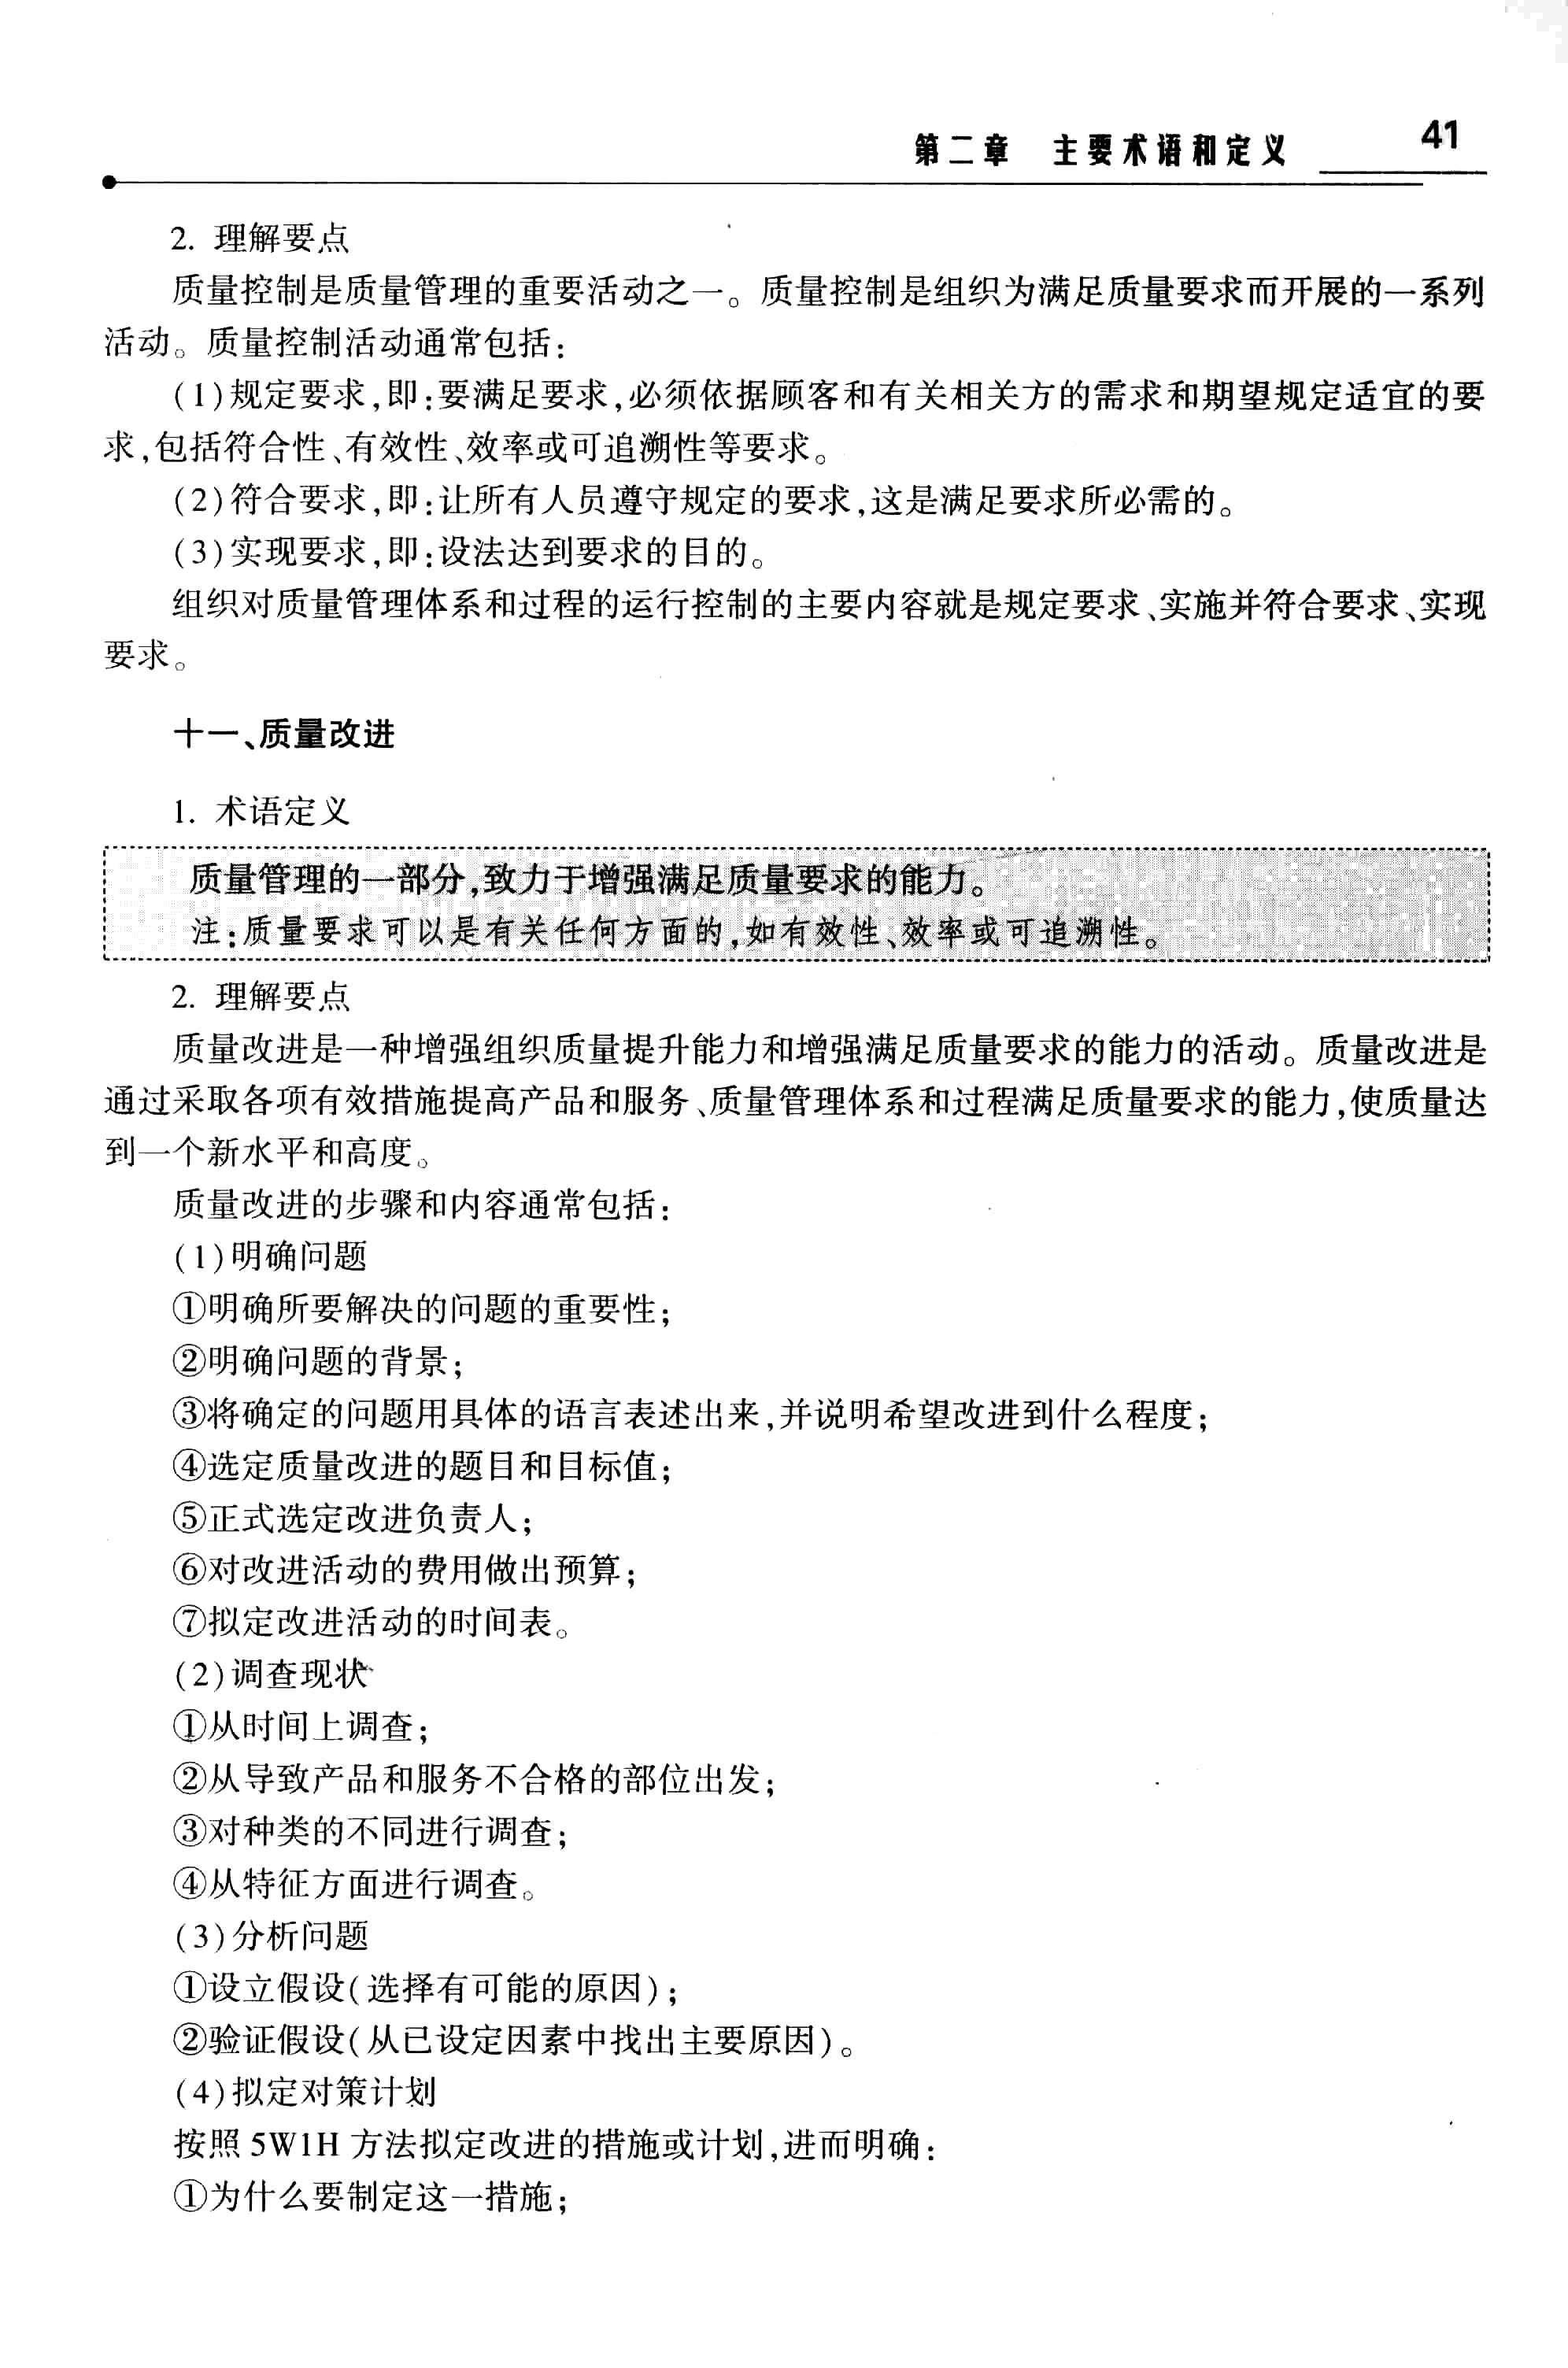 第二章 主要术语和定义 41
2. 理解要点
质量控制是质量管理的重要活动之一。质量控制是组织为满足质量要求而开展的一系列
活动。质量控制活动通常包括:
(1)规定要求,即:要满足要求,必须依据顾客和有关相关方的需求和期望规定适宜的要
求,包括符合性、有效性、效率或可追溯性等要求。
(2)符合要求,即:让所有人员遵守规定的要求,这是满足要求所必需的。
(3)实现要求,即:设法达到要求的目的。
组织对质量管理体系和过程的运行控制的主要内容就是规定要求、实施并符合要求、实现
要求。
十一、质量改进
1. 术语定义
质量管理的一部分,致力于增强满足质量要求的能力。
注:质量要求可以是有关任何方面的,如有效性、效率或可追溯性。
2. 理解要点
质量改进是一种增强组织质量提升能力和增强满足质量要求的能力的活动。质量改进是
通过采取各项有效措施提高产品和服务、质量管理体系和过程满足质量要求的能力,使质量达
到一个新水平和高度。
质量改进的步骤和内容通常包括:
(1)明确问题
①明确所要解决的问题的重要性;
②明确问题的背景;
③将确定的问题用具体的语言表述出来,并说明希望改进到什么程度;
④选定质量改进的题目和目标值;
⑤正式选定改进负责人;
⑥对改进活动的费用做出预算;
⑦拟定改进活动的时间表。
(2)调查现状
①从时间上调查;
②从导致产品和服务不合格的部位出发;
③对种类的不同进行调查;
④从特征方面进行调查。
(3)分析问题
①设立假设(选择有可能的原因);
②验证假设(从已设定因素中找出主要原因)。
(4)拟定对策计划
按照 5W1H 方法拟定改进的措施或计划,进而明确:
①为什么要制定这一措施;